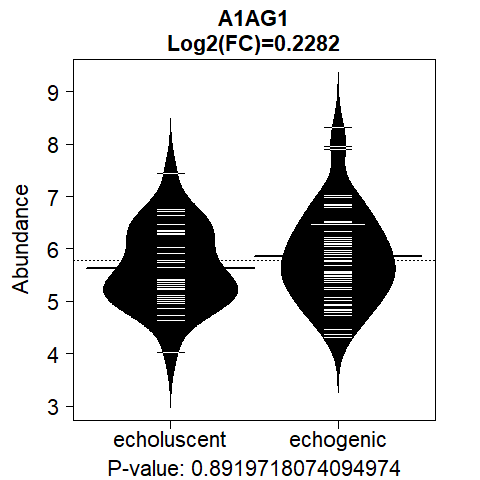 A1AG1
Log2(FC)=0.2282
Abundance
9
8
7
6
5
4
3
echoluscent echogenic
P-value: 0.8919718074094974